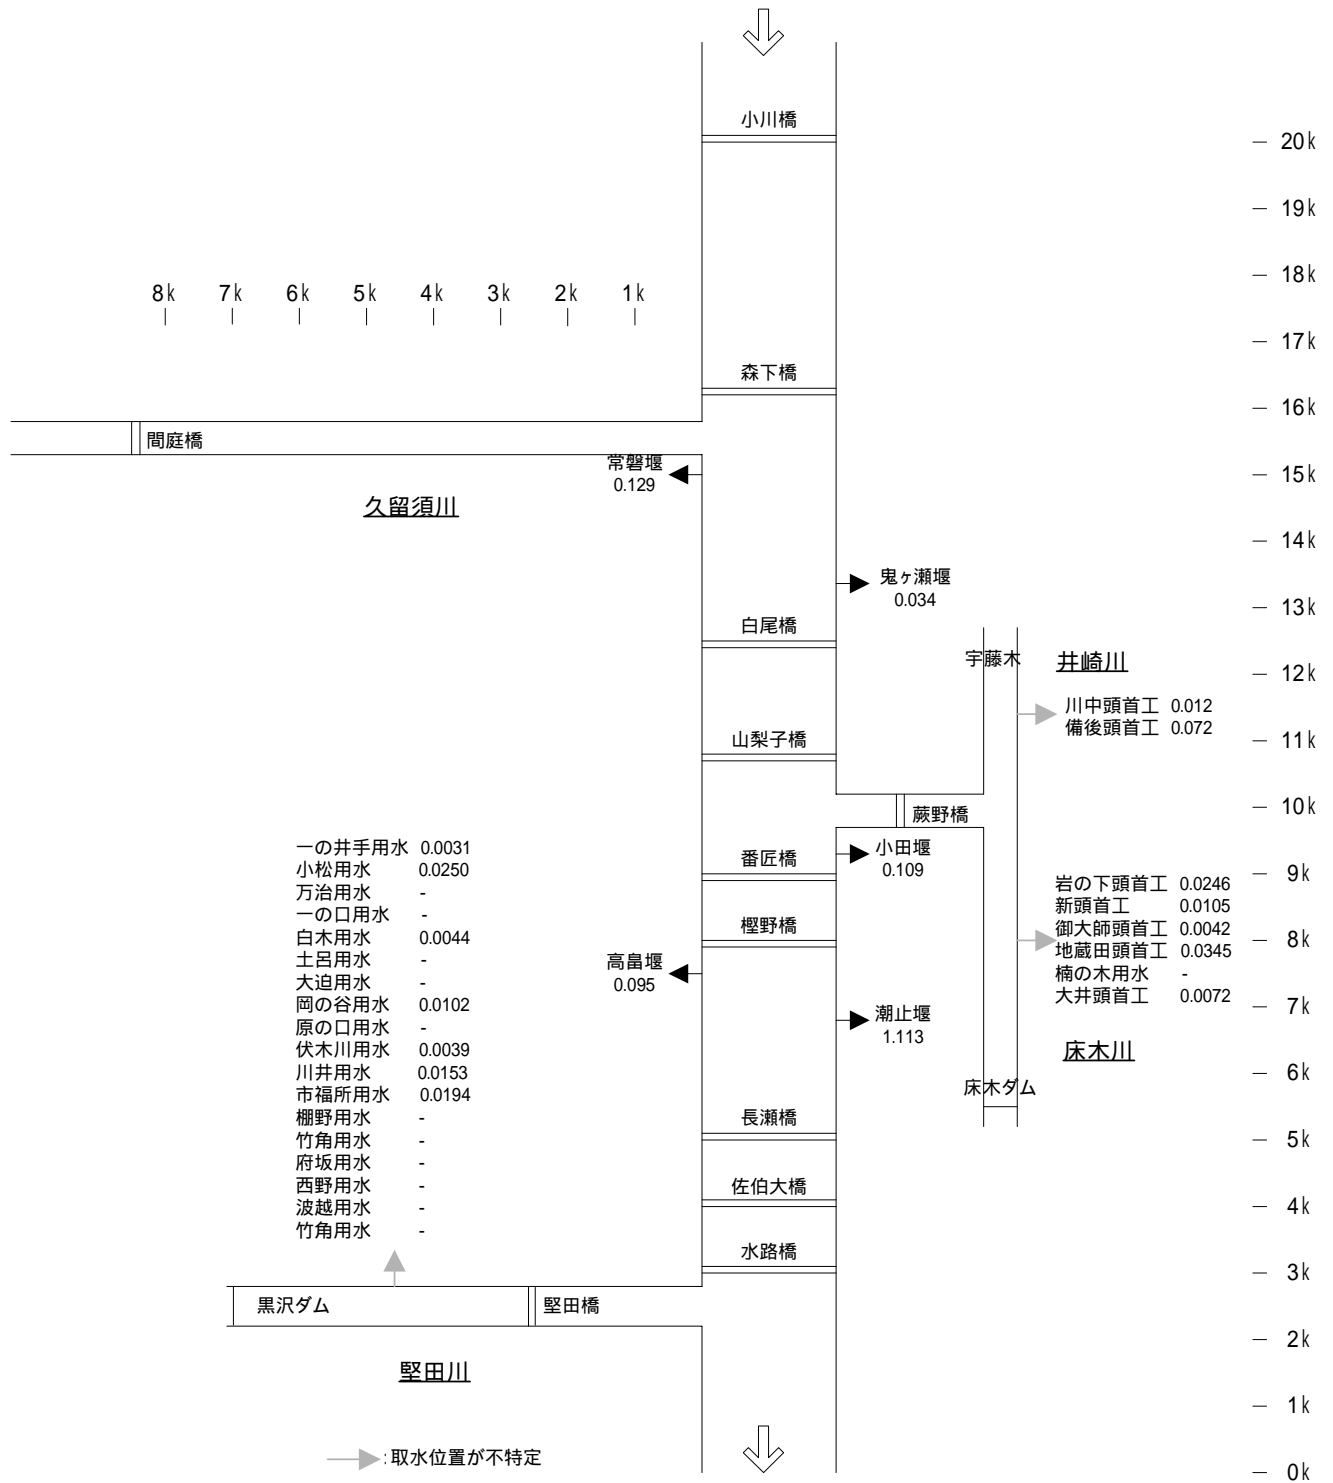 小川橋
20k
19k
18k
8k 7k 6k 5k 4k 3k 2k 1k
17k
森下橋
16k
間庭橋
常磐堰
0.129
15k
久留須川
14k
鬼ヶ瀬堰
0.034
13k
白尾橋
宇藤木
井崎川
12k
川中頭首工 0.012
備後頭首工 0.072
山梨子橋
11k
蕨野橋
10k
一の井手用水 0.0031
小松用水 0.0250
万治用水 -
一の口用水 -
白木用水 0.0044
土呂用水 -
大迫用水 -
岡の谷用水 0.0102
原の口用水 -
伏木川用水 0.0039
川井用水 0.0153
市福所用水 0.0194
棚野用水 -
竹角用水 -
府坂用水 -
西野用水 -
波越用水 -
竹角用水 -
番匠橋
小田堰
0.109
9k
岩の下頭首工 0.0246
新頭首工 0.0105
御大師頭首工 0.0042
地蔵田頭首工 0.0345
楠の木用水 -
大井頭首工 0.0072
樫野橋
8k
高畠堰
0.095
7k
潮止堰
1.113
床木川
6k
床木ダム
長瀬橋
5k
佐伯大橋
4k
水路橋
3k
黒沢ダム
堅田橋
2k
堅田川
1k
:取水位置が不特定
0k